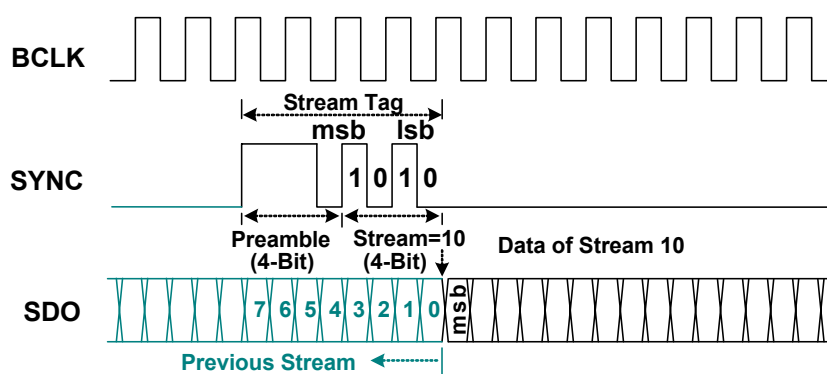 BCLK
Stream Tag
msb lsb
SYNC
1 0 1 0
Preamble
(4-Bit)
Stream=10
(4-Bit)
Data of Stream 10
SDO
7 6 5 4 3 2 1 0
msb
Previous Stream